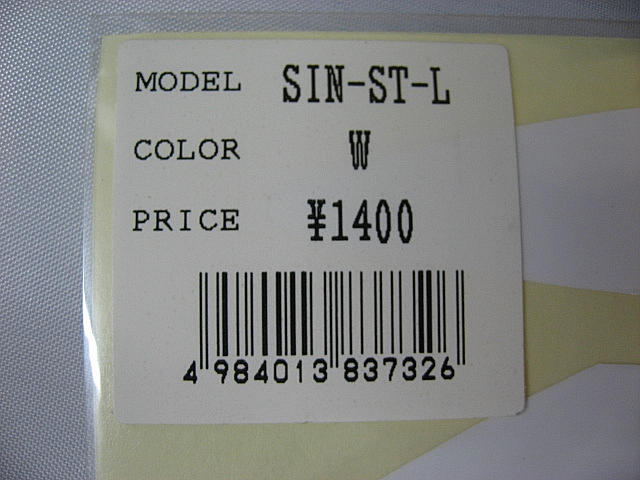 MODEL SIN-ST-L
COLOR W
PRICE ¥1400
4 984013 837326